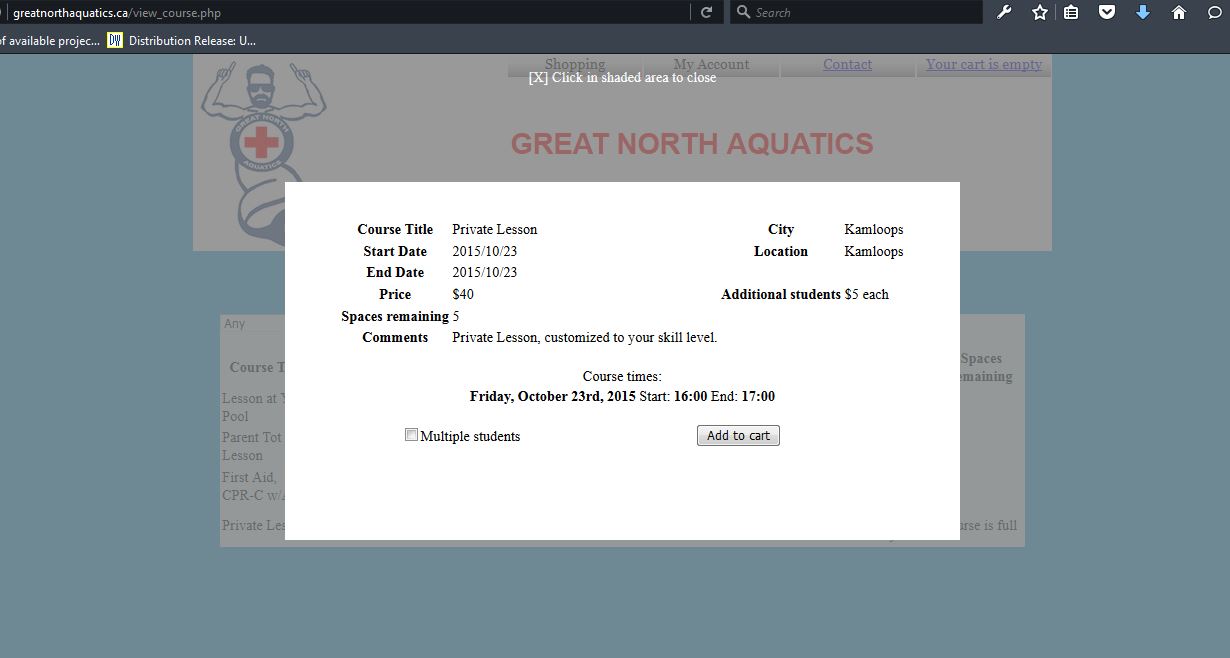 greatnorthaquatics.ca/view_course.php
Search
of available projec... DW Distribution Release: U...
Shopping My Account Contact Your cart is empty
[X] Click in shaded area to close
GREAT NORTH
AQUATICS
GREAT NORTH AQUATICS
Course Title Private Lesson City Kamloops
Start Date 2015/10/23 Location Kamloops
End Date 2015/10/23
Price $40 Additional students $5 each
Spaces remaining 5
Comments Private Lesson, customized to your skill level.
Course times:
Friday, October 23rd, 2015 Start: 16:00 End: 17:00
Multiple students Add to cart
Any
Course T
Spaces
emaining
Lesson at
Pool
Parent Tot
Lesson
First Aid,
CPR-C w/
Private Les
urse is full